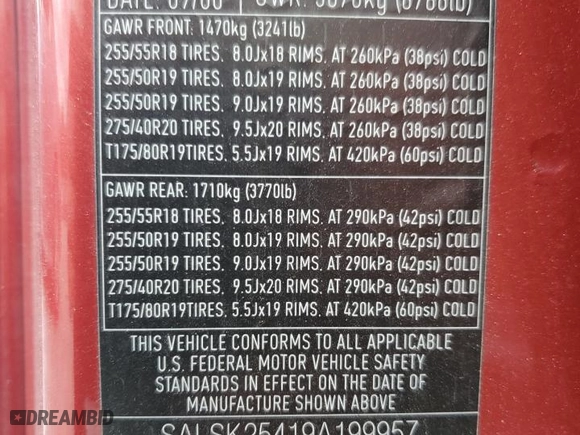 GAWR FRONT: 1470kg (3241lb)
255/55R18 TIRES, 8.0Jx18 RIMS, AT 260kPa (38psi) COLD
255/50R19 TIRES, 8.0Jx19 RIMS, AT 260kPa (38psi) COLD
255/50R19 TIRES, 9.0Jx19 RIMS, AT 260kPa (38psi) COLD
275/40R20 TIRES, 9.5Jx20 RIMS, AT 260kPa (38psi) COLD
T175/80R19TIRES, 5.5Jx19 RIMS, AT 420kPa (60psi) COLD
GAWR REAR: 1710kg (3770lb)
255/55R18 TIRES, 8.0Jx18 RIMS, AT 290kPa (42psi) COLD
255/50R19 TIRES, 8.0Jx19 RIMS, AT 290kPa (42psi) COLD
255/50R19 TIRES, 9.0Jx19 RIMS, AT 290kPa (42psi) COLD
275/40R20 TIRES, 9.5Jx20 RIMS, AT 290kPa (42psi) COLD
T175/80R19TIRES, 5.5Jx19 RIMS, AT 420kPa (60psi) COLD
THIS VEHICLE CONFORMS TO ALL APPLICABLE
U.S. FEDERAL MOTOR VEHICLE SAFETY
STANDARDS IN EFFECT ON THE DATE OF
MANUFACTURE SHOWN ABOVE
SALSK25419A199957
DREAMBID